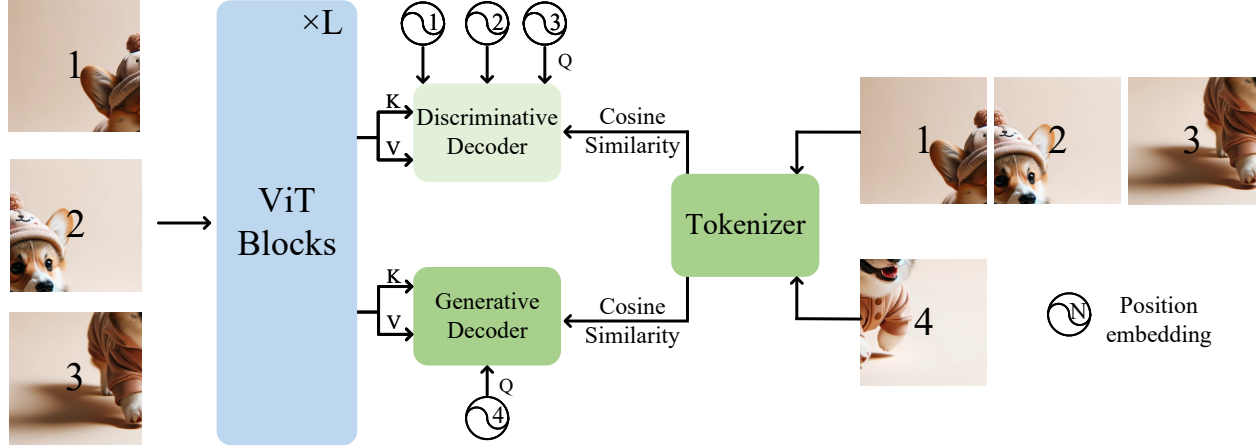 1
2
3
×L
ViT
Blocks
1
2
3
Q
K
V
Discriminative
Decoder
Cosine
Similarity
K
V
Generative
Decoder
Cosine
Similarity
Q
4
Tokenizer
1
2
3
4
N
Position
embedding